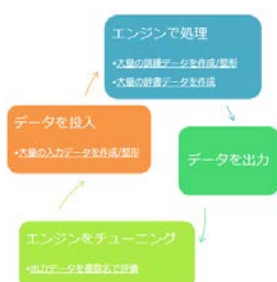 エンジンで処理
•大量の訓練データを作成/整形
•大量の辞書データを作成
データを投入
•大量の入力データを作成/整形
データを出力
エンジンをチューニング
•出力データを複数名で評価